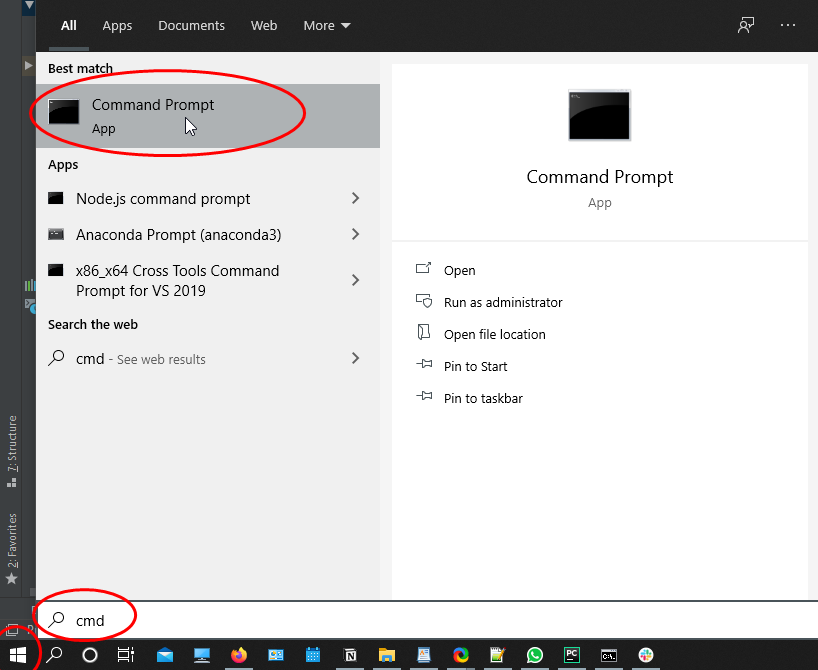 All Apps Documents Web More
Best match
Command Prompt
App
Apps
Node.js command prompt
Anaconda Prompt (anaconda3)
x86_x64 Cross Tools Command
Prompt for VS 2019
Search the web
cmd - See web results
Command Prompt
App
Open
Run as administrator
Open file location
Pin to Start
Pin to taskbar
7: Structure
2: Favorites
cmd
PC
C:\.